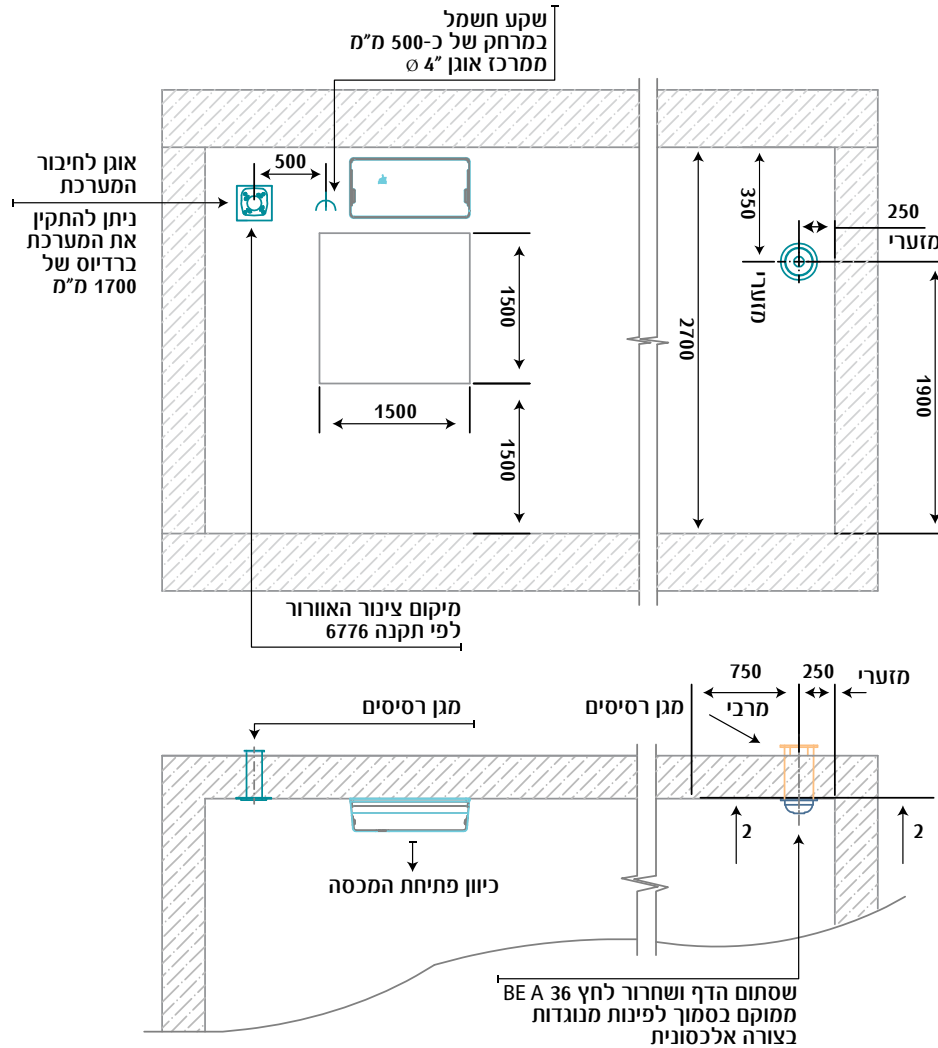 שקע חשמל
במרחק של כ-500 מ"מ
ממרכז אוגן "4 ⌀
אוגן לחיבור
המערכת
ניתן להתקין
את המערכת
ברדיוס של
1700 מ"מ
500
350
250
מזערי
מזערי
1500
2700
1900
1500
1500
מיקום צינור האוורור
לפי תקנה 6776
מזערי
250
750
מרבי
מגן רסיסים
מגן רסיסים
2
2
כיוון פתיחת המכסה
שסתום הדף ושחרור לחץ BE A 36
ממוקם בסמוך לפינות מנוגדות
בצורה אלכסונית